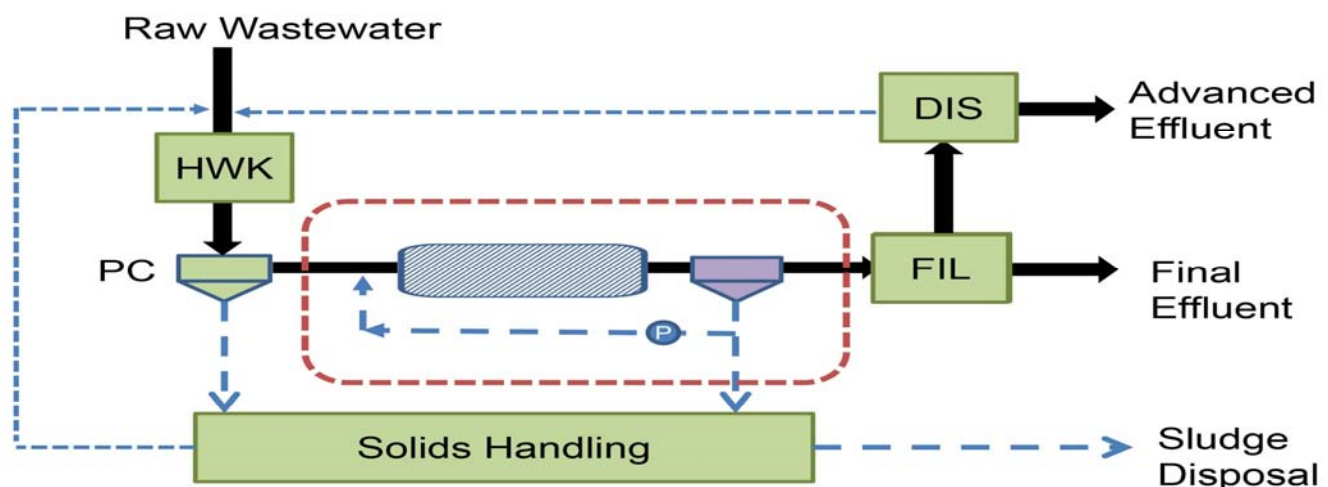 Raw Wastewater
DIS
Advanced
Effluent
HWK
PC
FIL
Final
Effluent
P
Solids Handling
Sludge
Disposal